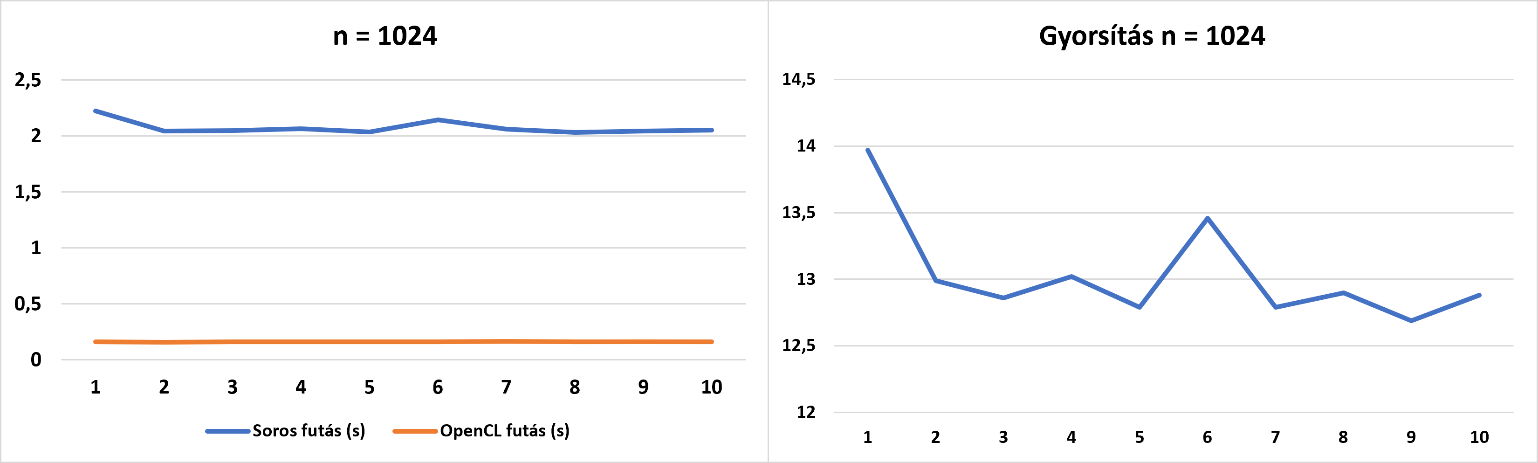 n = 1024
2,5
2
1,5
1
0,5
0
1 2 3 4 5 6 7 8 9 10
Soros futás (s) OpenCL futás (s)
Gyorsítás n = 1024
14,5
14
13,5
13
12,5
12
1 2 3 4 5 6 7 8 9 10